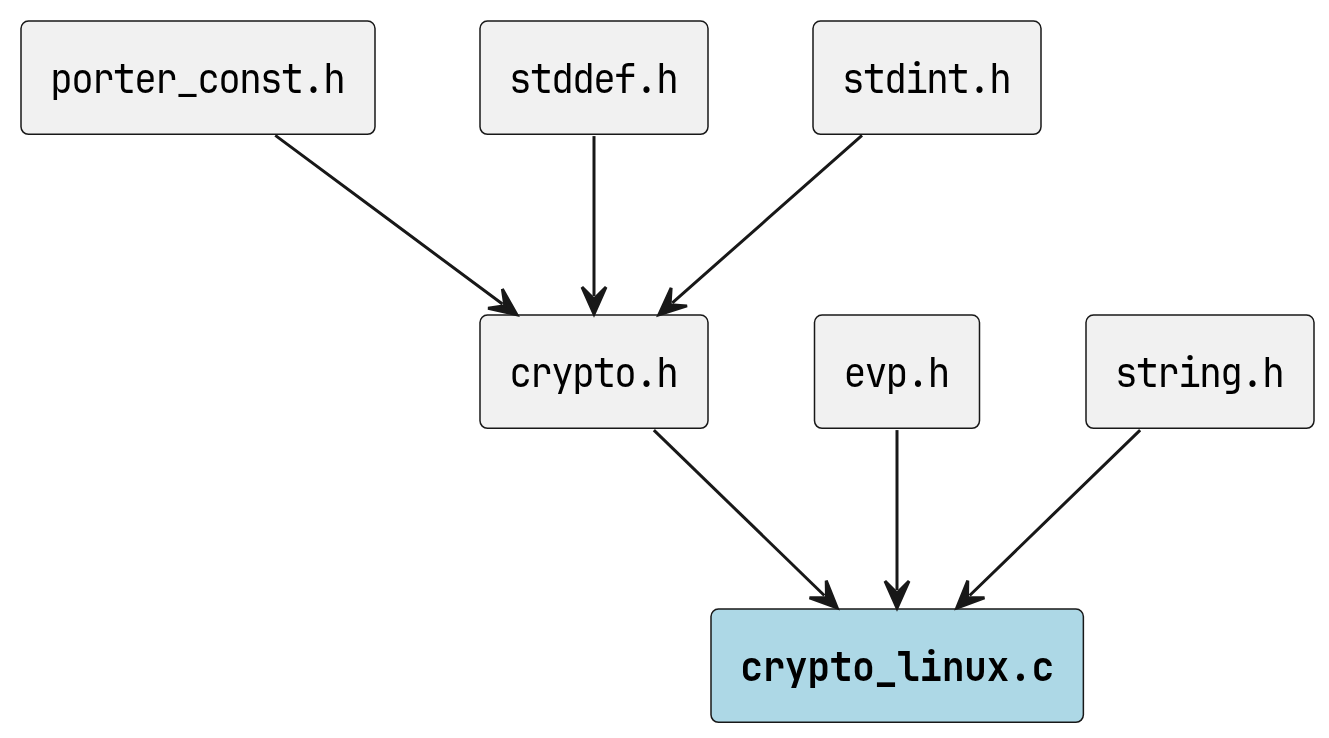 porter_const.h
stddef.h
stdint.h
crypto.h
evp.h
string.h
crypto_linux.c